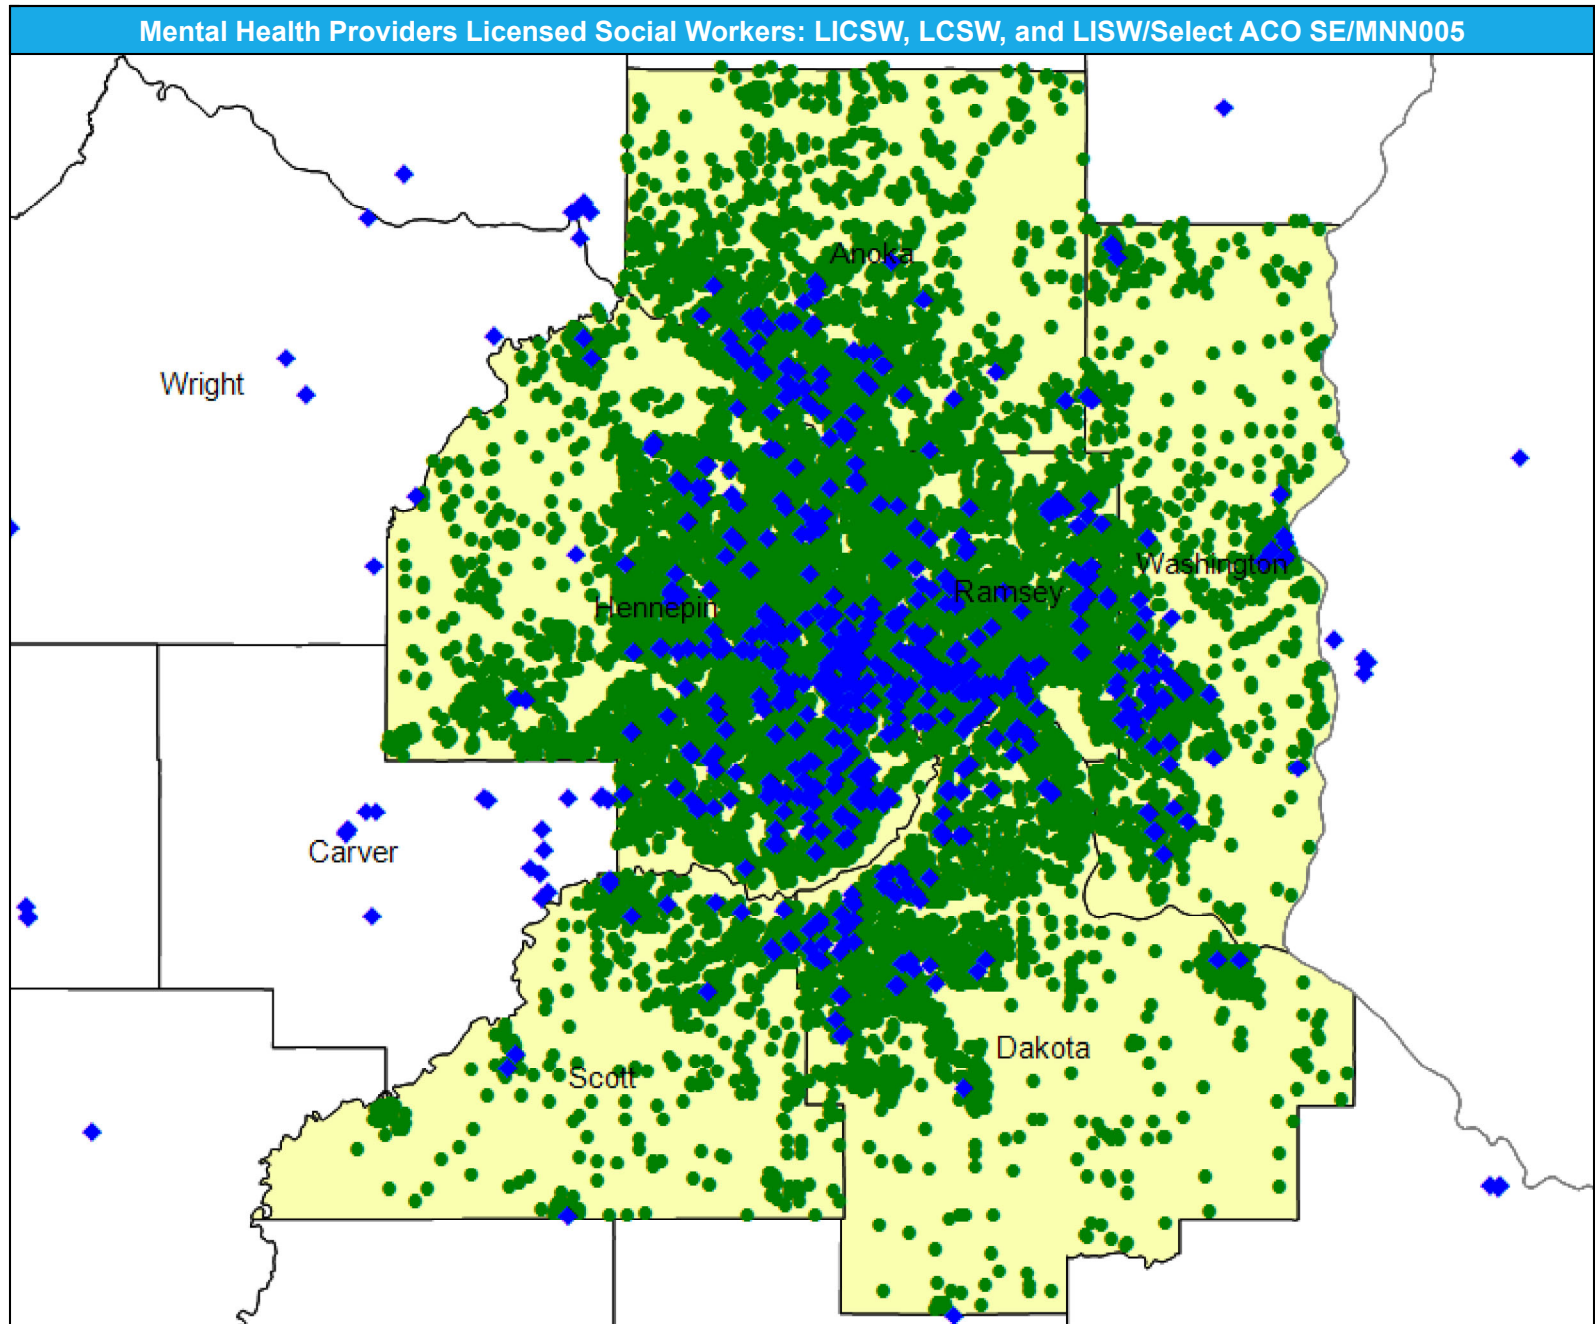 Mental Health Providers Licensed Social Workers: LICSW, LCSW, and LISW/Select ACO SE/MNN005
Anoka
Wright
Washington
Ramsey
Hennepin
Carver
Dakota
Scott